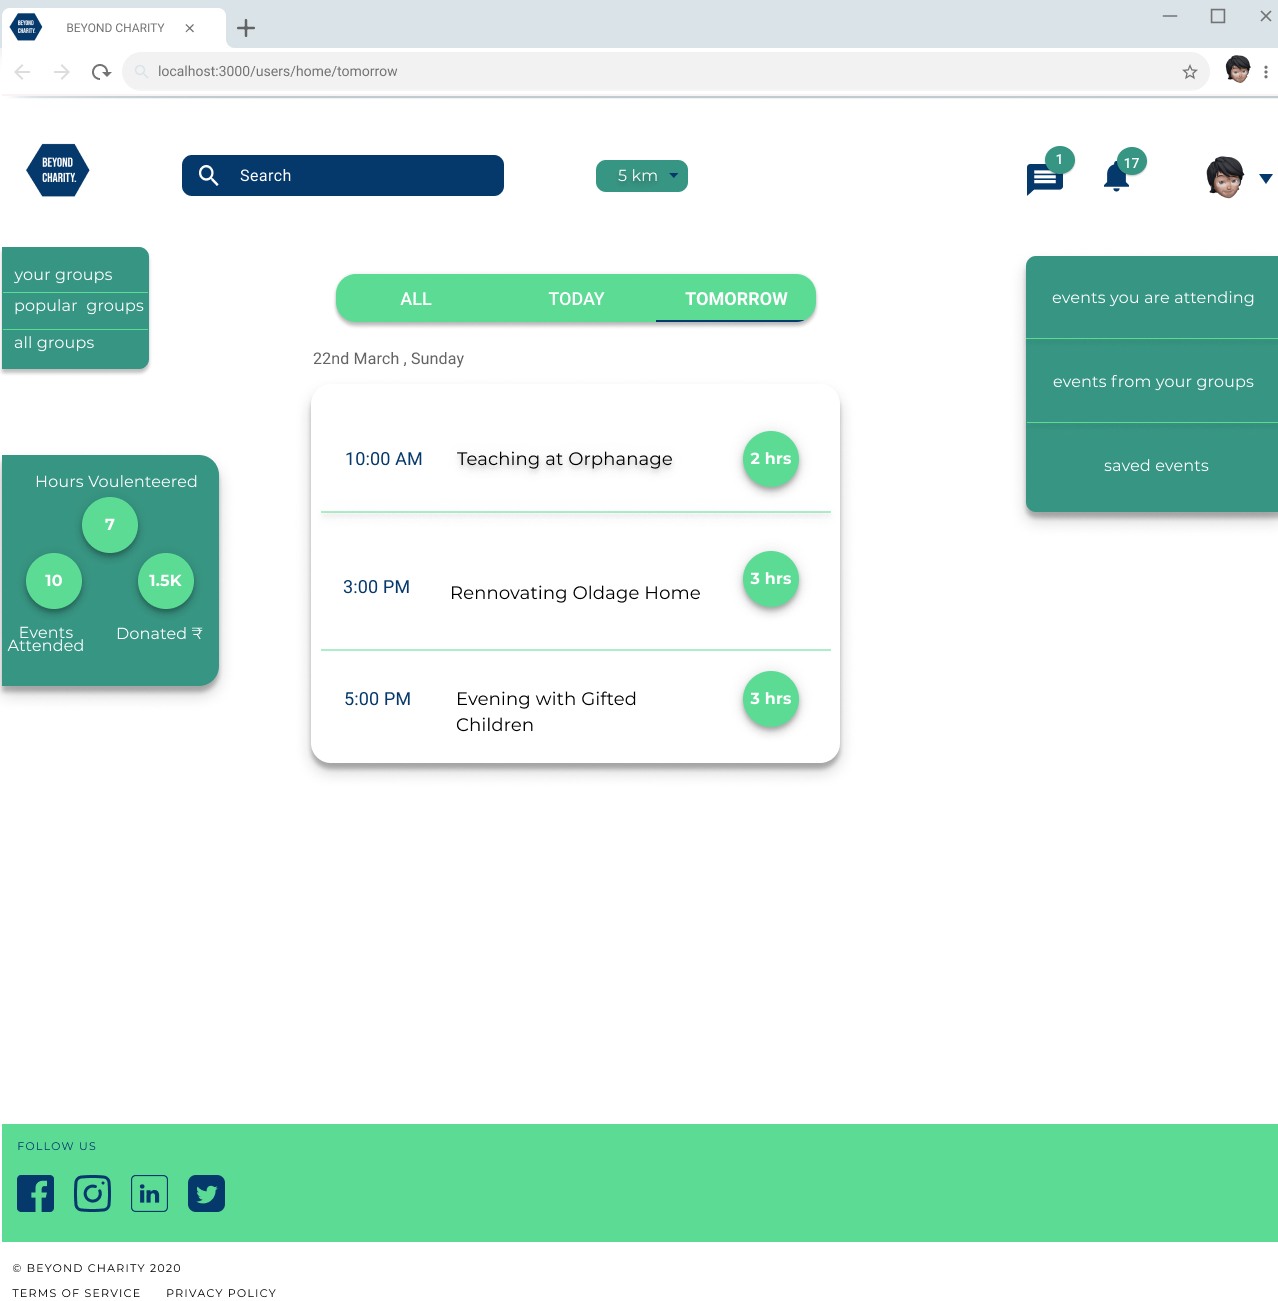 BEYOND CHARITY.
BEYOND CHARITY
localhost:3000/users/home/tomorrow
BEYOND
CHARITY.
Search
5 km
1
17
your groups
popular groups
all groups
ALL
TODAY
TOMORROW
events you are attending
events from your groups
saved events
22nd March , Sunday
10:00 AM
Teaching at Orphanage
2 hrs
3:00 PM
Rennovating Oldage Home
3 hrs
5:00 PM
Evening with Gifted
Children
3 hrs
Hours Voulenteered
7
10
1.5K
Events
Attended
Donated ₹
FOLLOW US
© BEYOND CHARITY 2020
TERMS OF SERVICE
PRIVACY POLICY